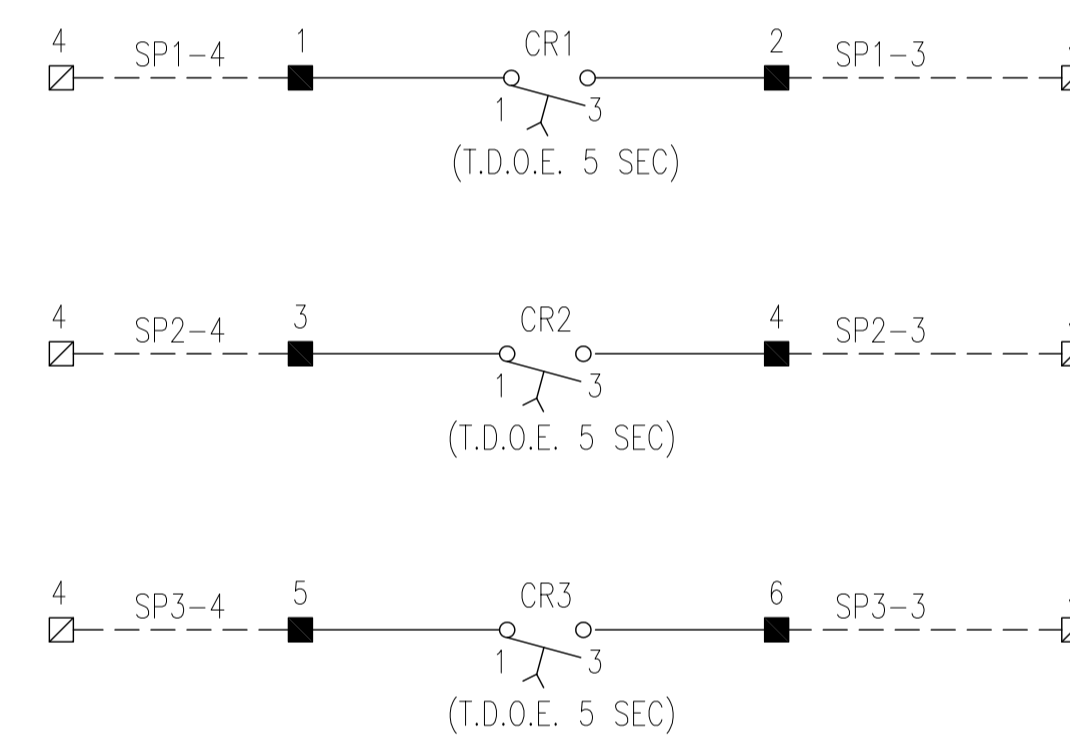 4 SP1-4 1 CR1 2 SP1-3
1 3
(T.D.O.E. 5 SEC)
4 SP2-4 3 CR2 4 SP2-3
1 3
(T.D.O.E. 5 SEC)
4 SP3-4 5 CR3 6 SP3-3
1 3
(T.D.O.E. 5 SEC)